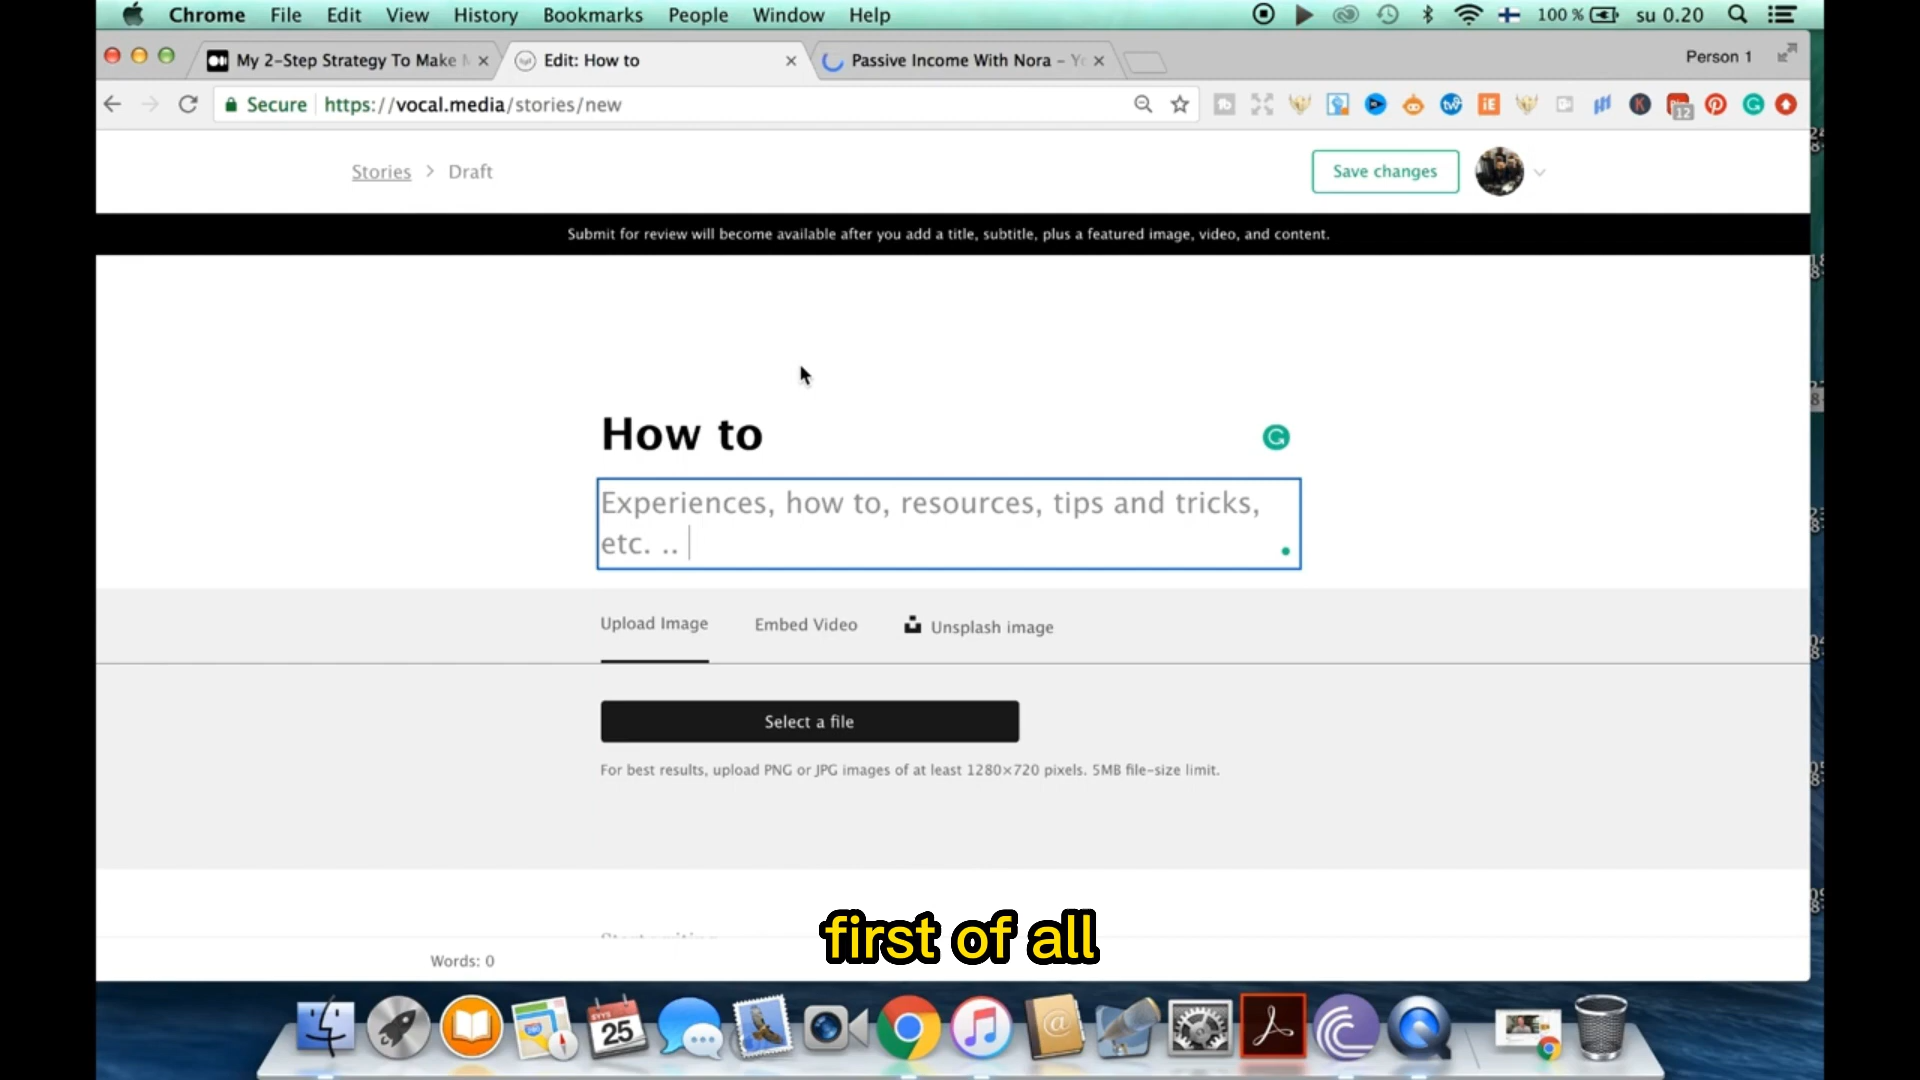 Chrome File Edit View History Bookmarks People Window Help 100 % su 0.20
My 2-Step Strategy To Make Edit: How to Passive Income With Nora – Person 1
Secure https://vocal.media/stories/new
12
Stories > Draft Save changes
Submit for review will become available after you add a title, subtitle, plus a featured image, video, and content.
How to
Experiences, how to, resources, tips and tricks,
etc. ..
Upload Image Embed Video Unsplash image
Select a file
For best results, upload PNG or JPG images of at least 1280×720 pixels. 5MB file-size limit.
first of all
Words: 0
SYYS
25